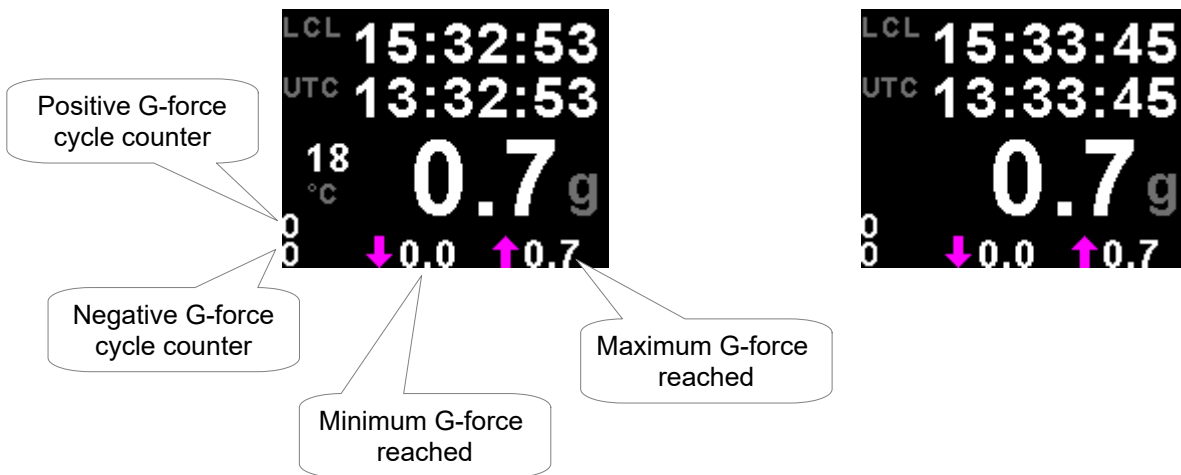 LCL 15:32:53
UTC 13:32:53
18
°C
0.7 g
0
0
0.0 0.7
LCL 15:33:45
UTC 13:33:45
0.7 g
0
0
0.0 0.7
Positive G-force
cycle counter
Negative G-force
cycle counter
Minimum G-force
reached
Maximum G-force
reached